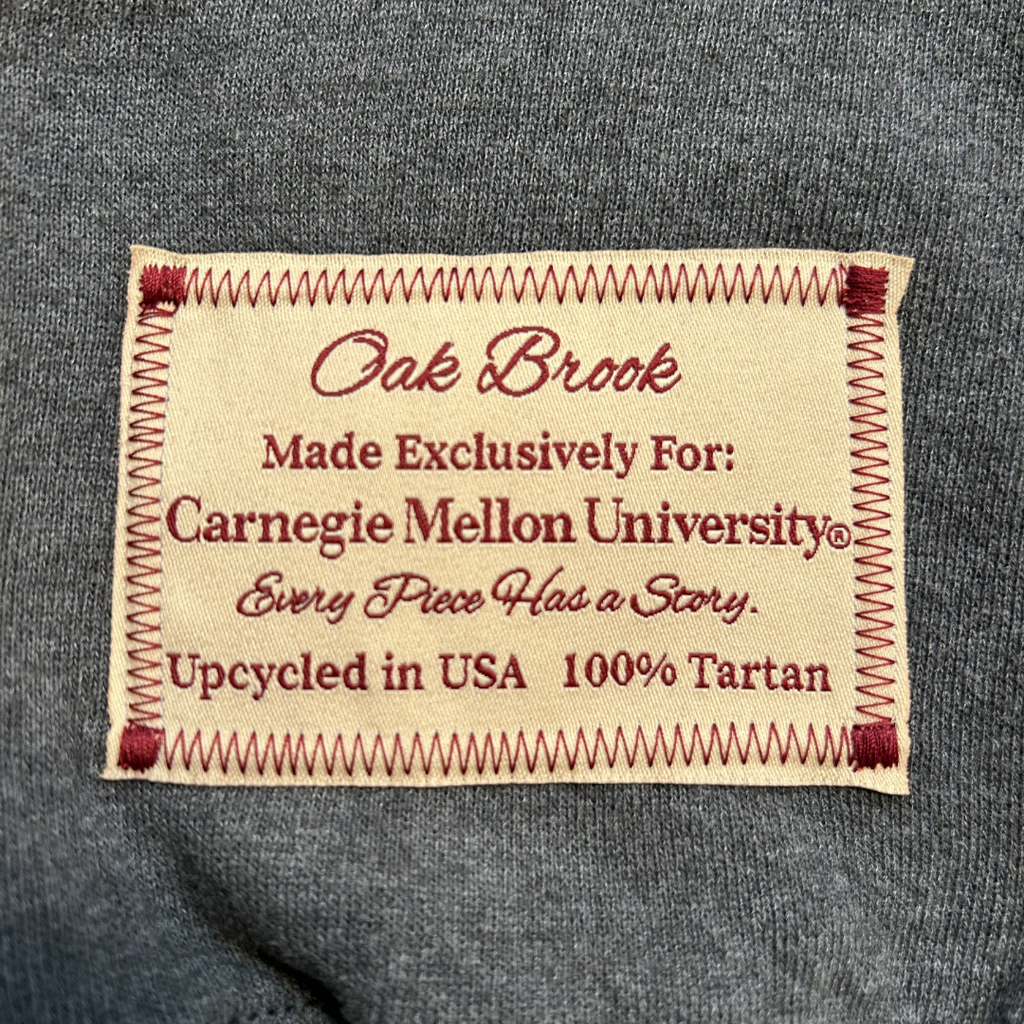 Oak Brook
Made Exclusively For:
Carnegie Mellon University®
Every Piece Has a Story.
Upcycled in USA 100% Tartan